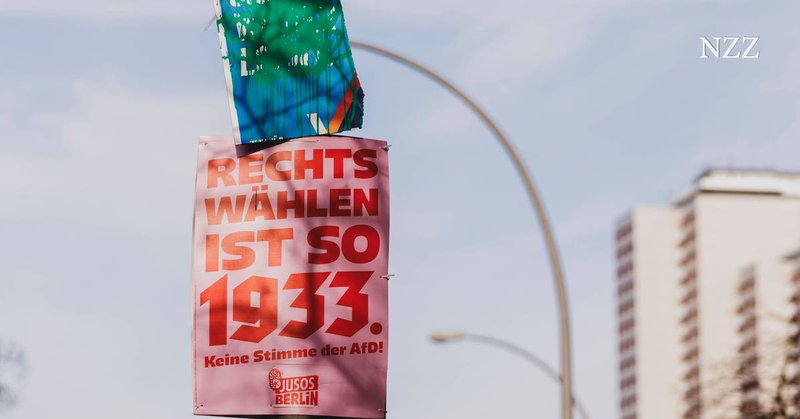 NZZ
RECHTS
WÄHLEN
IST SO
1933.
Keine Stimme der AfD!
JUSOS
BERLIN